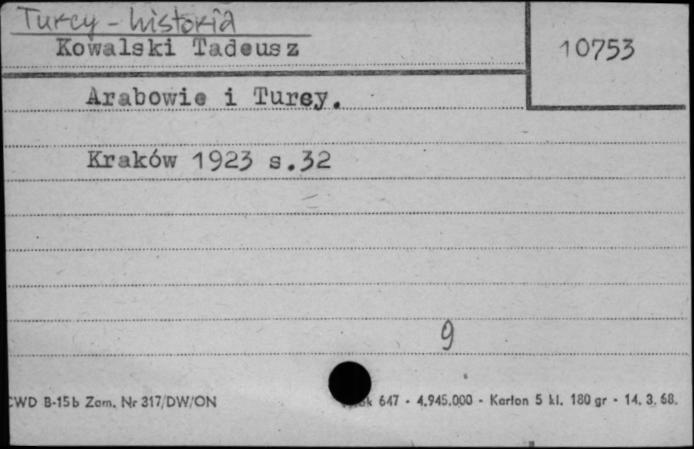 Turcy - historia
Kowalski Tadeusz
10753
Arabowie i Turcy.
Kraków 1923 s.32
9
CWD B-15b Zam. Nr 317/DW/ON
647 - 4.945.000 - Karton 5 kl. 180 gr - 14. 3. 68.